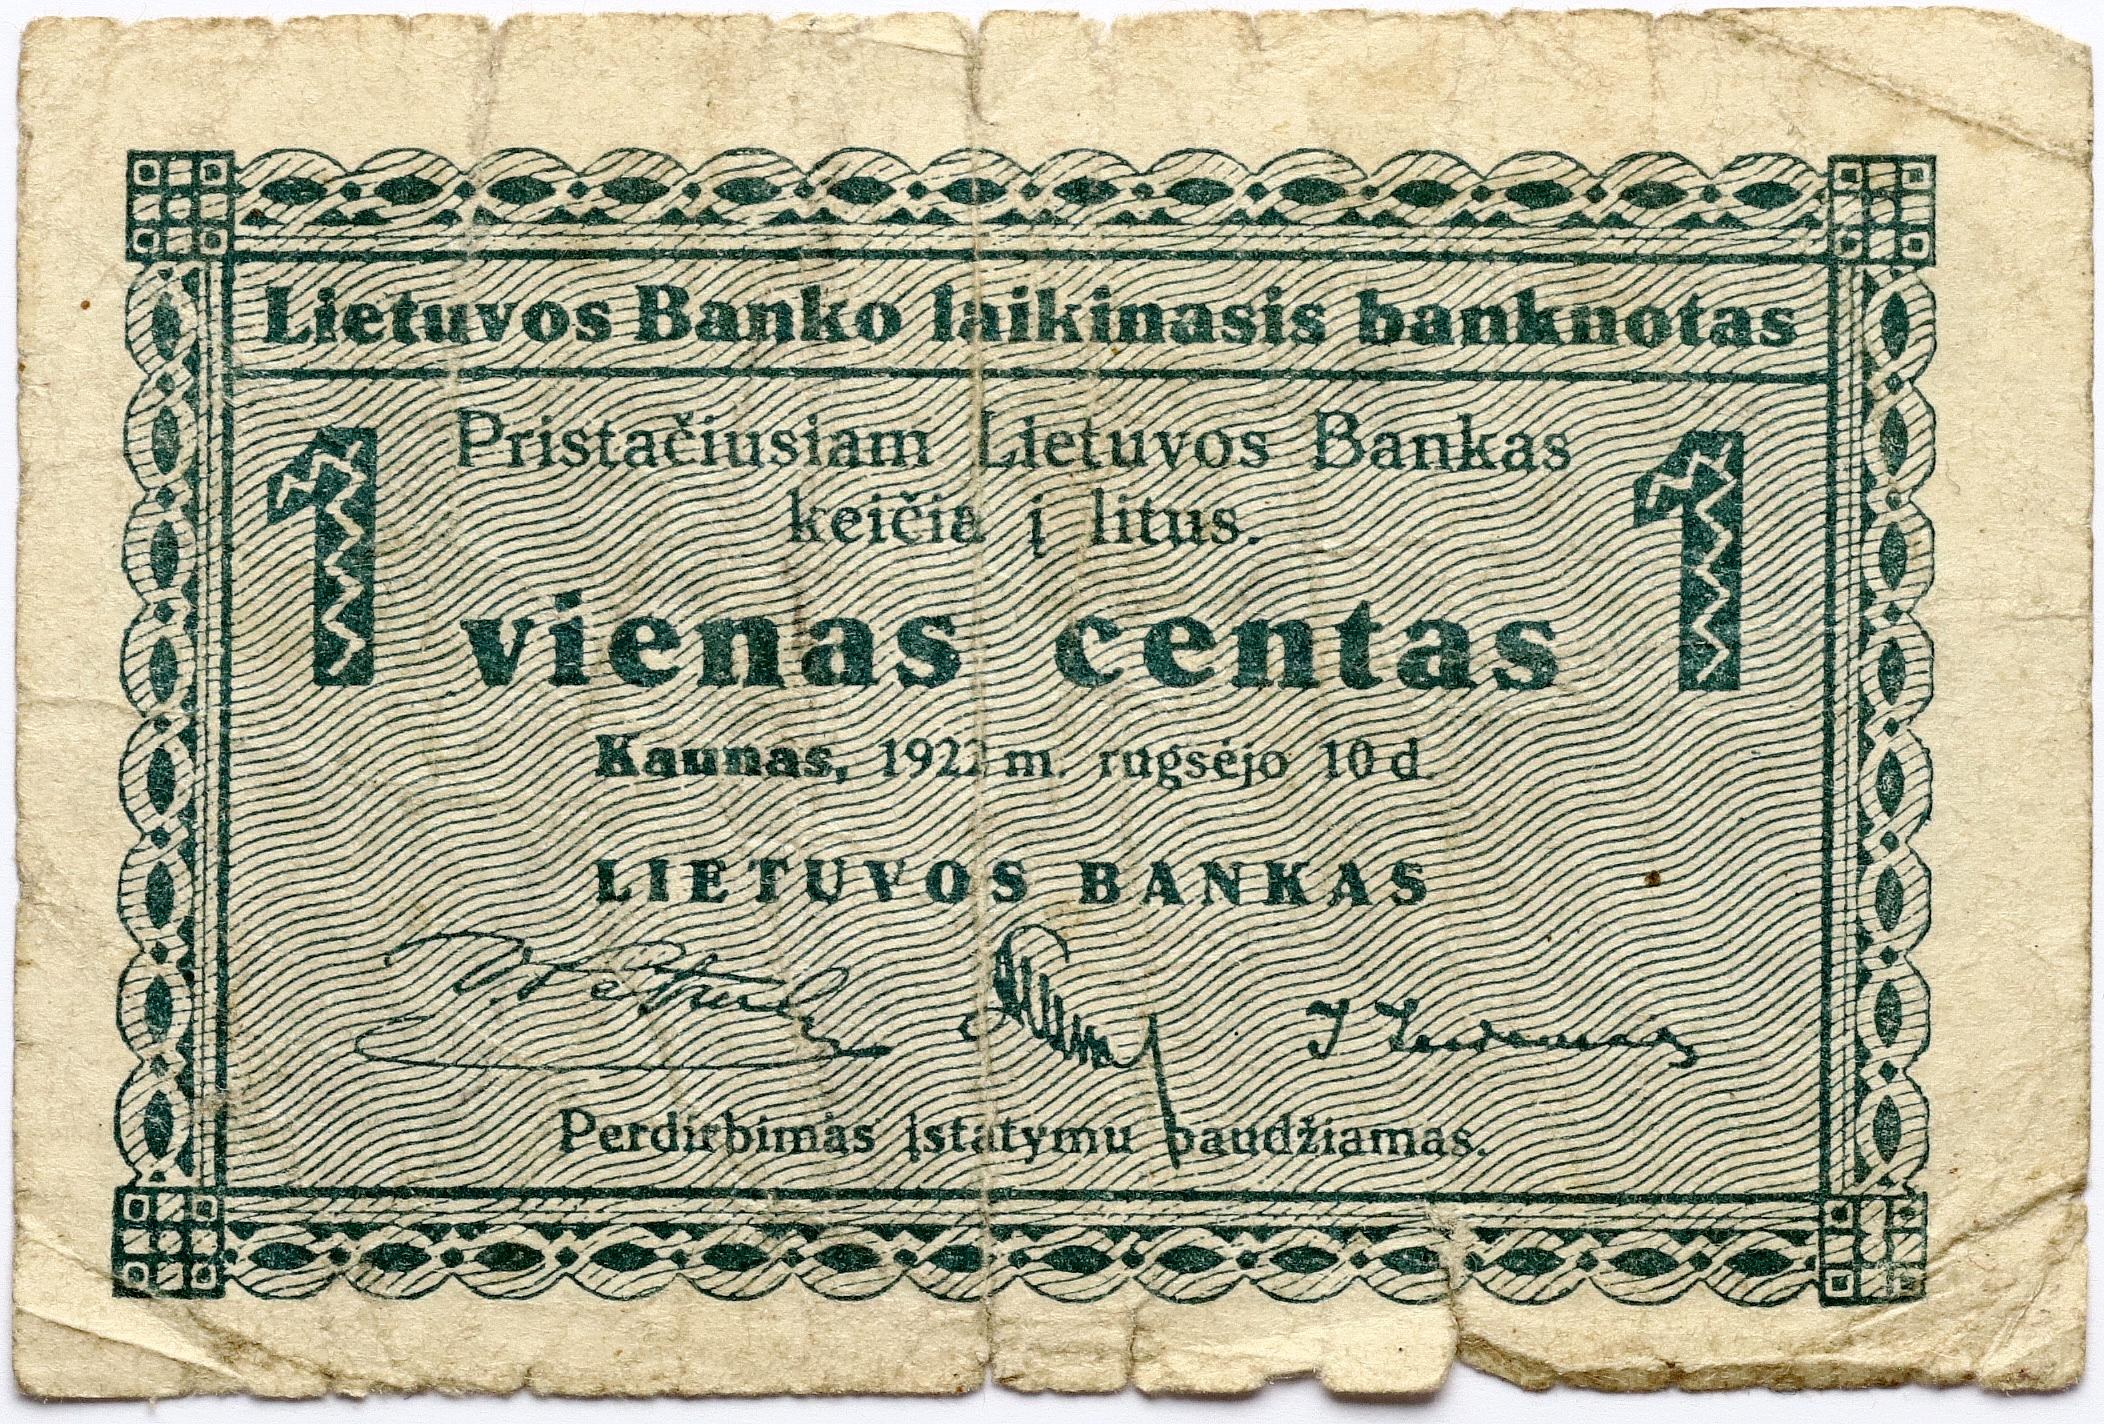 Lietuvos Banko laikinasis banknotas
1 Pristačiusiam Lietuvos Bankas 1
keičia į litus.
vienas centas
Kaunas, 1922 m. rugsėjo 10 d.
LIETUVOS BANKAS
Perdirbimas įstatymu baudžiamas.